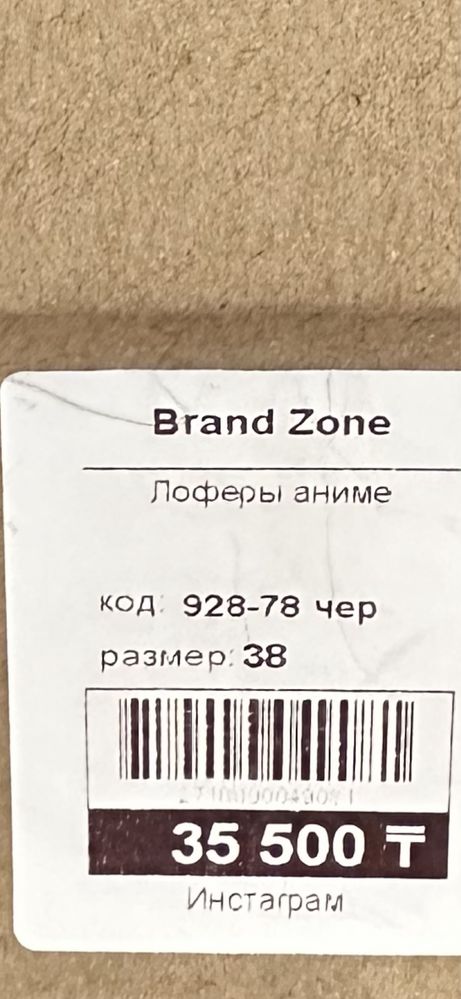 Brand Zone
Лоферы аниме
код: 928-78 чер
размер: 38
35 500 ₸
Инстаграм